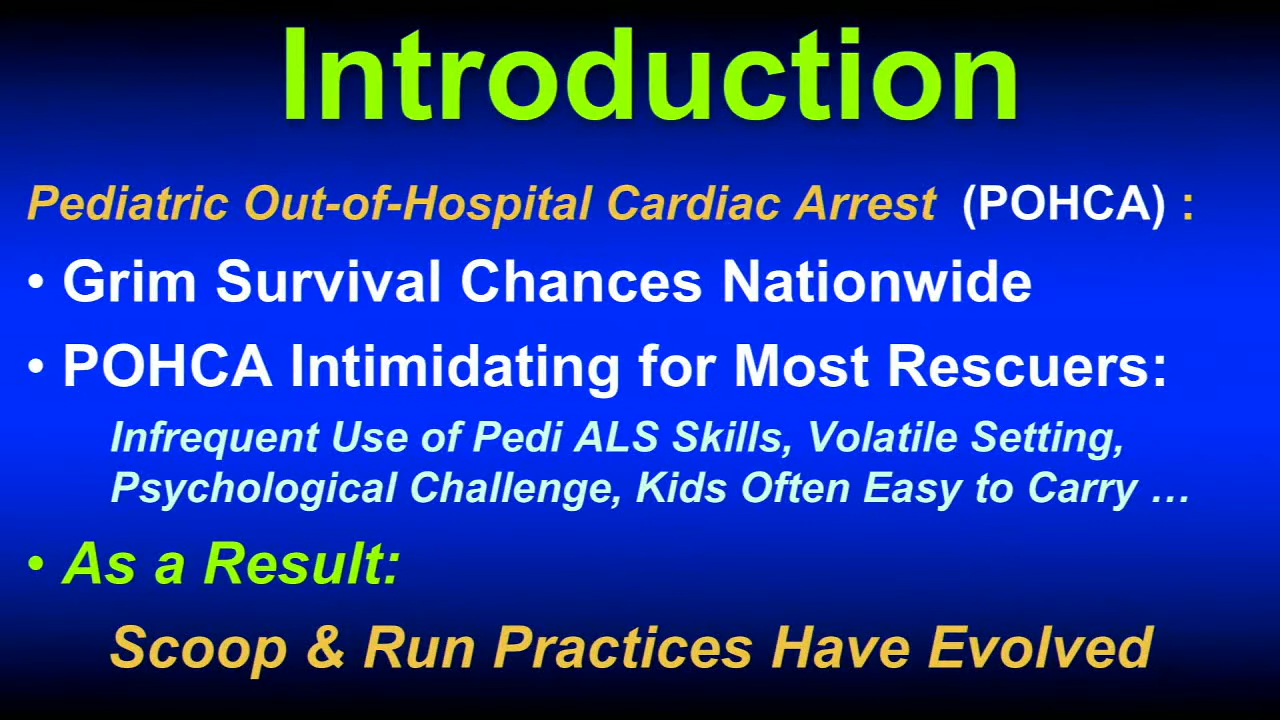 Introduction
Pediatric Out-of-Hospital Cardiac Arrest (POHCA) :
• Grim Survival Chances Nationwide
• POHCA Intimidating for Most Rescuers:
Infrequent Use of Pedi ALS Skills, Volatile Setting,
Psychological Challenge, Kids Often Easy to Carry …
• As a Result:
Scoop & Run Practices Have Evolved